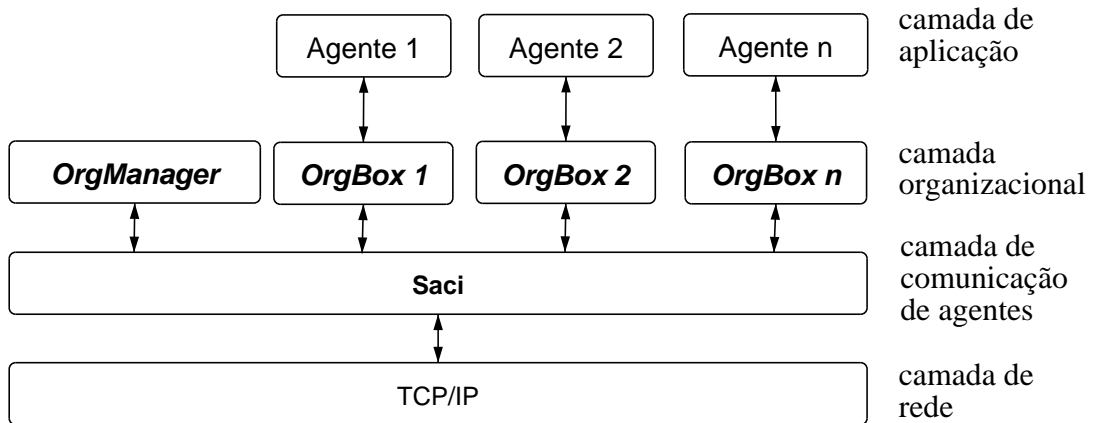 Agente 1
Agente 2
Agente n
camada de
aplicação
OrgManager
OrgBox 1
OrgBox 2
OrgBox n
camada
organizacional
Saci
camada de
comunicação
de agentes
TCP/IP
camada de
rede